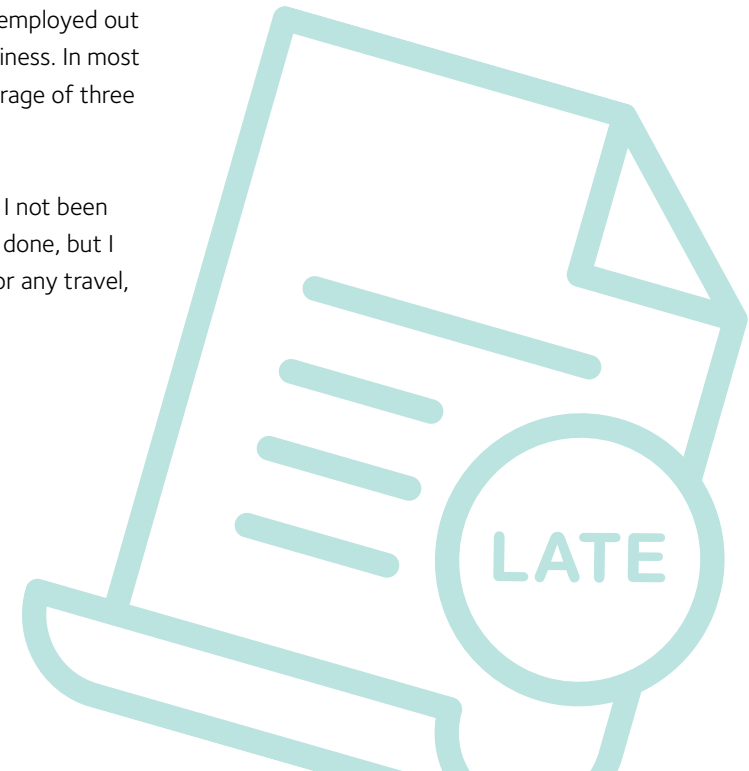 employed out
iness. In most
rage of three
I not been
done, but I
or any travel,
LATE